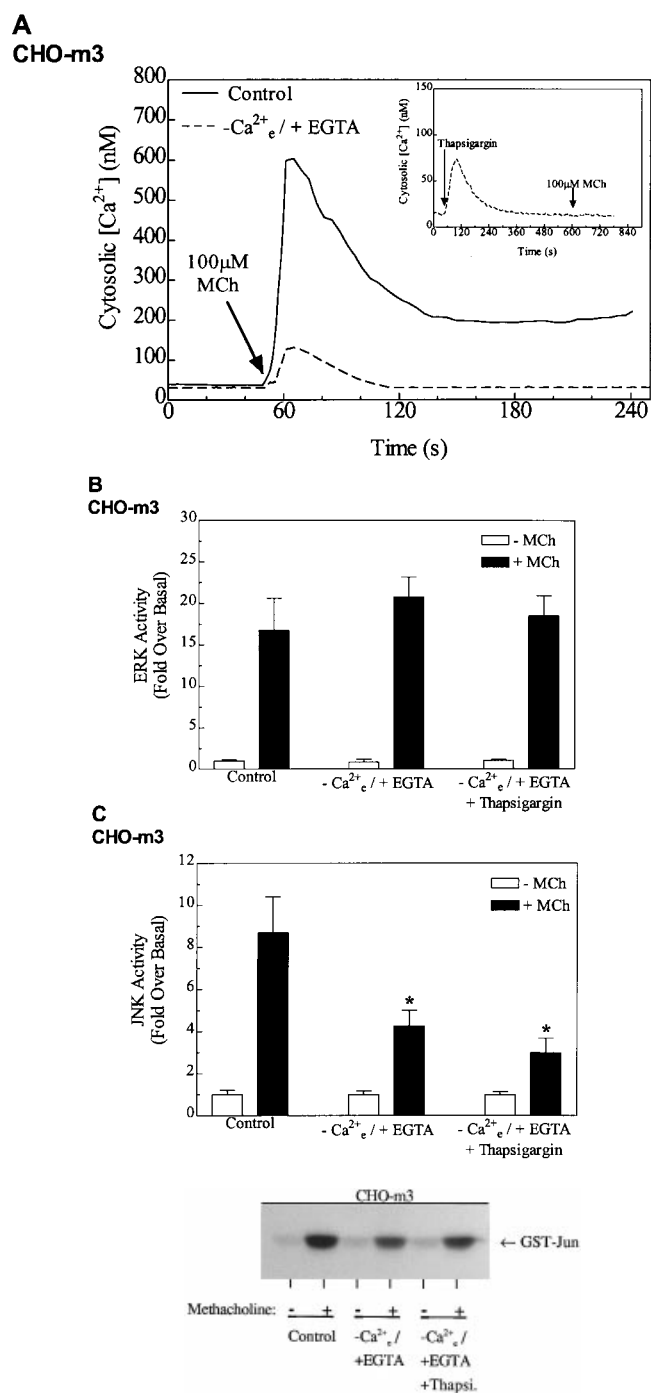 A
CHO-m3
800
700
600
500
400
300
200
100
0
Cytosolic [Ca²⁺] (nM)
Control
-Ca²⁺ₑ / + EGTA
100μM
MCh
0
60
120
180
240
Time (s)
150
100
50
0
Cytosolic [Ca²⁺] (nM)
Thapsigargin
100μM MCh
0
120
240
360
480
600
720
840
Time (s)
B
CHO-m3
30
25
20
15
10
5
0
ERK Activity
(Fold Over Basal)
- MCh
+ MCh
Control
- Ca²⁺ₑ / + EGTA
- Ca²⁺ₑ / + EGTA
+ Thapsigargin
C
CHO-m3
12
10
8
6
4
2
0
JNK Activity
(Fold Over Basal)
- MCh
+ MCh
*
*
Control
- Ca²⁺ₑ / + EGTA
- Ca²⁺ₑ / + EGTA
+ Thapsigargin
CHO-m3
← GST-Jun
Methacholine: - + - + - +
Control
-Ca²⁺ₑ /
+EGTA
-Ca²⁺ₑ /
+EGTA
+Thapsi.